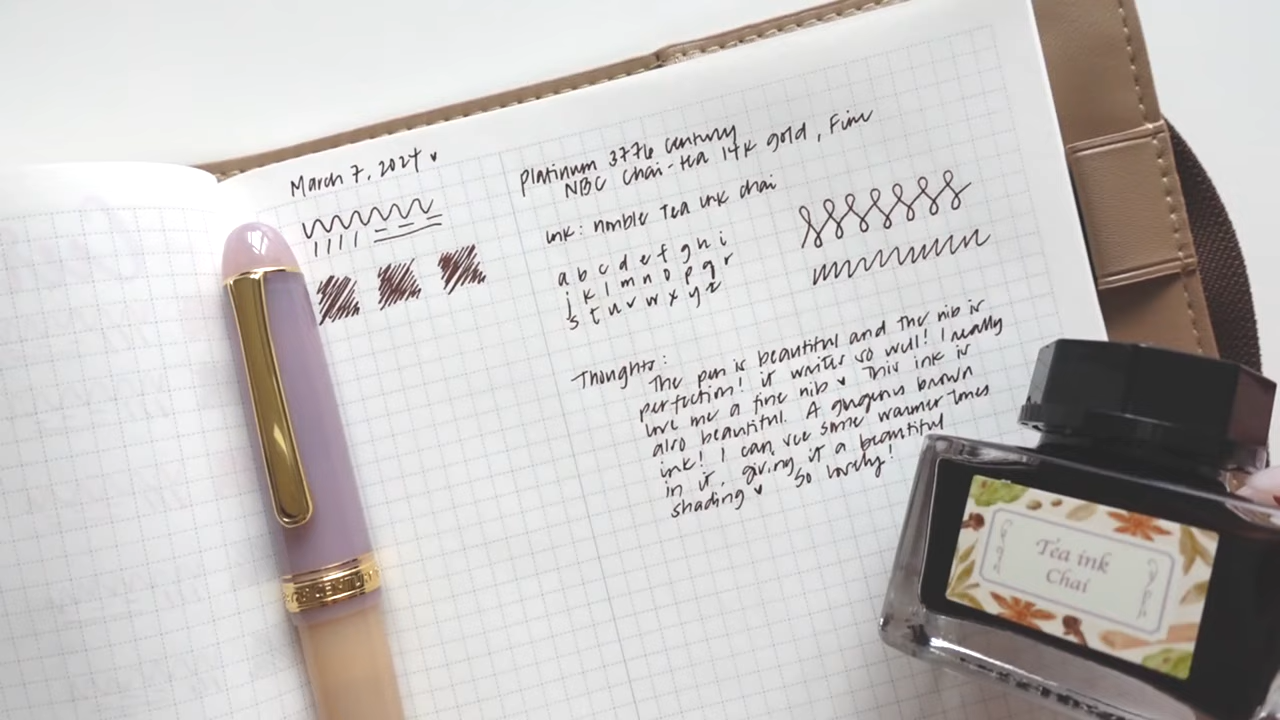 March 7, 2024 ♥
Platinum 3776 Century
NBC Chai-tea 14K gold, Fine
ink: nimble Tea ink chai
a b c d e f g h i
j k l m n o p q r
s t u v w x y z
Thoughts:
The pen is beautiful and the nib is
perfection! it writes so well! I really
love me a fine nib ♥ This ink is
also beautiful. A gorgeous brown
ink! I can see some warmer tones
in it, giving it a beautiful
shading ♥ So lovely!
CENTURY
Tea ink
Chai